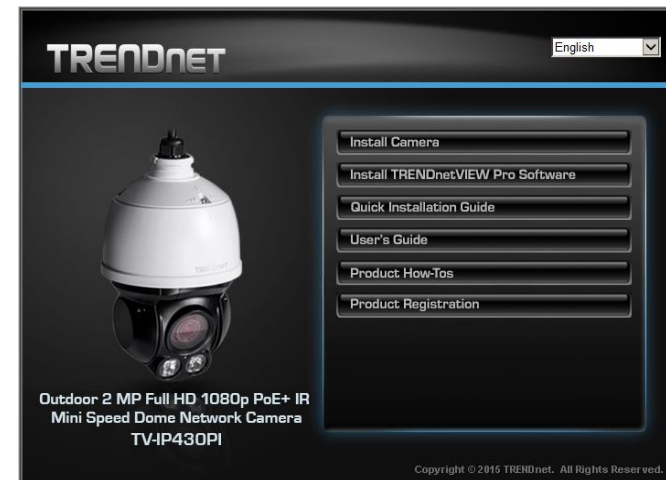 TRENDnet
English
Install Camera
Install TRENDnetVIEW Pro Software
Quick Installation Guide
User's Guide
Product How-Tos
Product Registration
TRENDnet
Outdoor 2 MP Full HD 1080p PoE+ IR
Mini Speed Dome Network Camera
TV-IP430PI
Copyright © 2015 TRENDnet. All Rights Reserved.